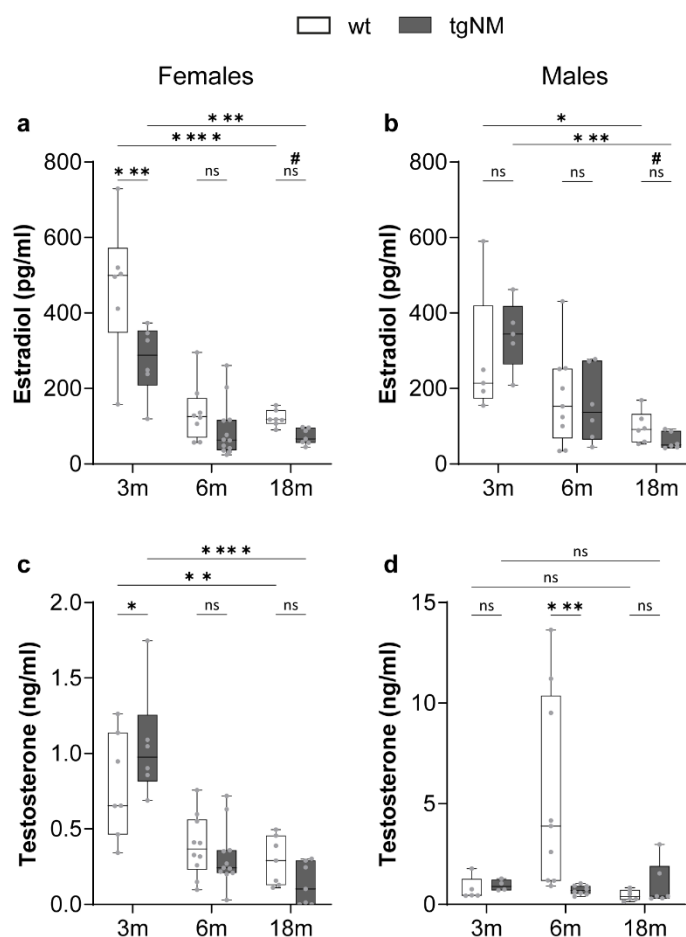 wt tgNM
Females Males
a
* * *
* * * *
#
* * * ns ns
800
600
400
200
0
Estradiol (pg/ml)
3m 6m 18m
b
*
* * *
#
ns ns ns
800
600
400
200
0
Estradiol (pg/ml)
3m 6m 18m
c
* * * *
* *
* ns ns
2.0
1.5
1.0
0.5
0.0
Testosterone (ng/ml)
3m 6m 18m
d
ns
ns
ns * * * ns
15
10
5
0
Testosterone (ng/ml)
3m 6m 18m